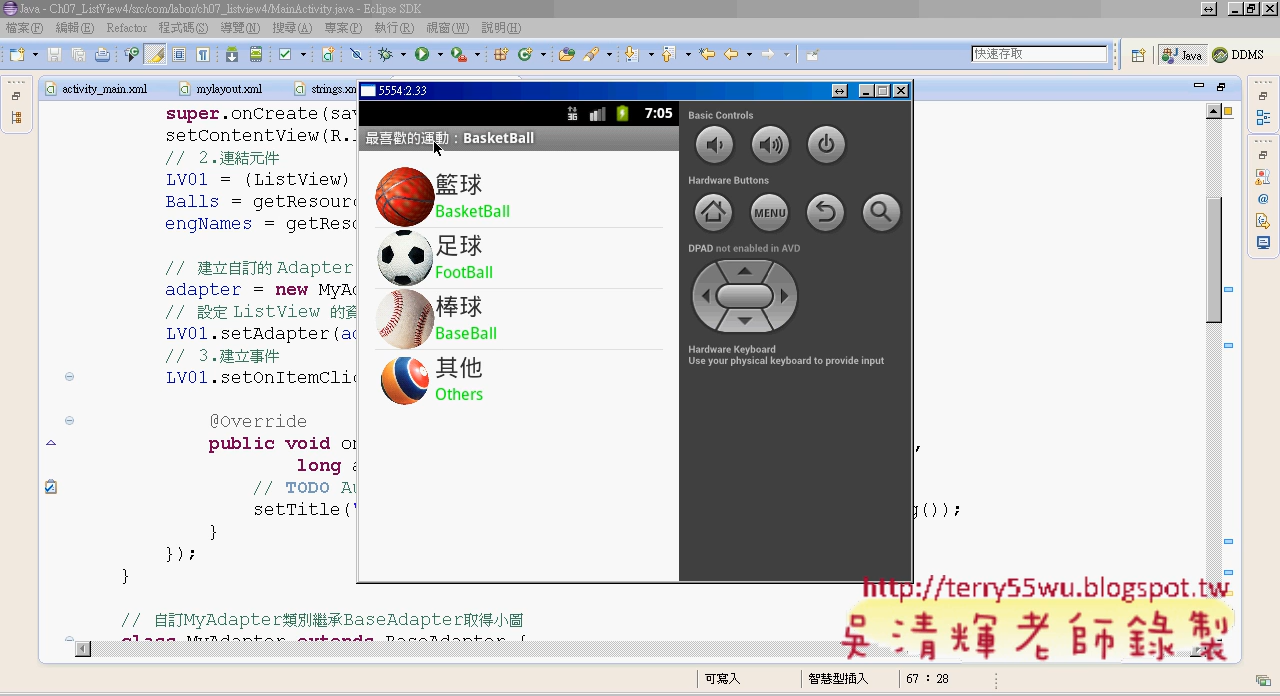 Java - Ch07_ListView4/src/com/labor/ch07_listview4/MainActivity.java - Eclipse SDK
檔案(F) 編輯(E) Refactor 程式碼(S) 導覽(N) 搜尋(A) 專案(P) 執行(R) 視窗(W) 說明(H)
快速存取
Java DDMS
activity_main.xml mylayout.xml strings.xm
super.onCreate(sav
setContentView(R.
// 2.連結元件
LV01 = (ListView)
Balls = getResour
engNames = getReso
// 建立自訂的 Adapter
adapter = new MyAd
// 設定 ListView 的資
LV01.setAdapter(ad
// 3.建立事件
LV01.setOnItemCli
@Override
public void on
,
long a
// TODO Au
setTitle(
g());
}
});
}
// 自訂MyAdapter類別繼承BaseAdapter取得小圖
class MyAdapter extends BaseAdapter {
5554:2.33
3G 7:05
最喜歡的運動：BasketBall
籃球
BasketBall
足球
FootBall
棒球
BaseBall
其他
Others
Basic Controls
Hardware Buttons
MENU
DPAD not enabled in AVD
Hardware Keyboard
Use your physical keyboard to provide input
http://terry55wu.blogspot.tw
吳清輝老師錄製
可寫入 智慧型插入 67 : 28